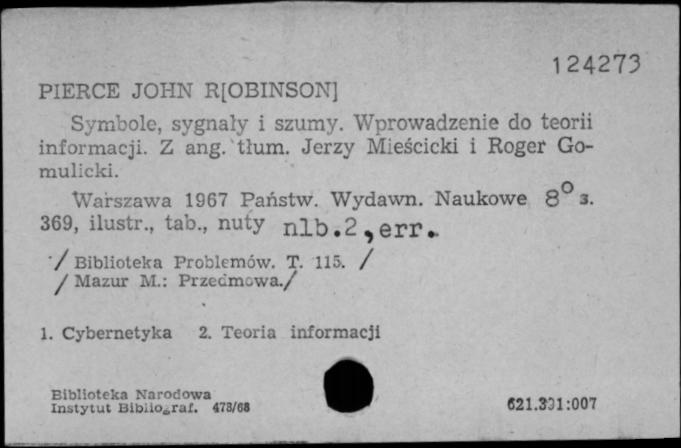 124273
PIERCE JOHN R[OBINSON]
Symbole, sygnały i szumy. Wprowadzenie do teorii
informacji. Z ang. tłum. Jerzy Mieścicki i Roger Go-
mulicki.
Warszawa 1967 Państw. Wydawn. Naukowe 8° s.
369, ilustr., tab., nuty nlb.2, err.
/ Biblioteka Problemów. T. 115. /
/ Mazur M.: Przedmowa./
1. Cybernetyka 2. Teoria informacji
Biblioteka Narodowa
Instytut Bibliograf. 473/68
621.391:007